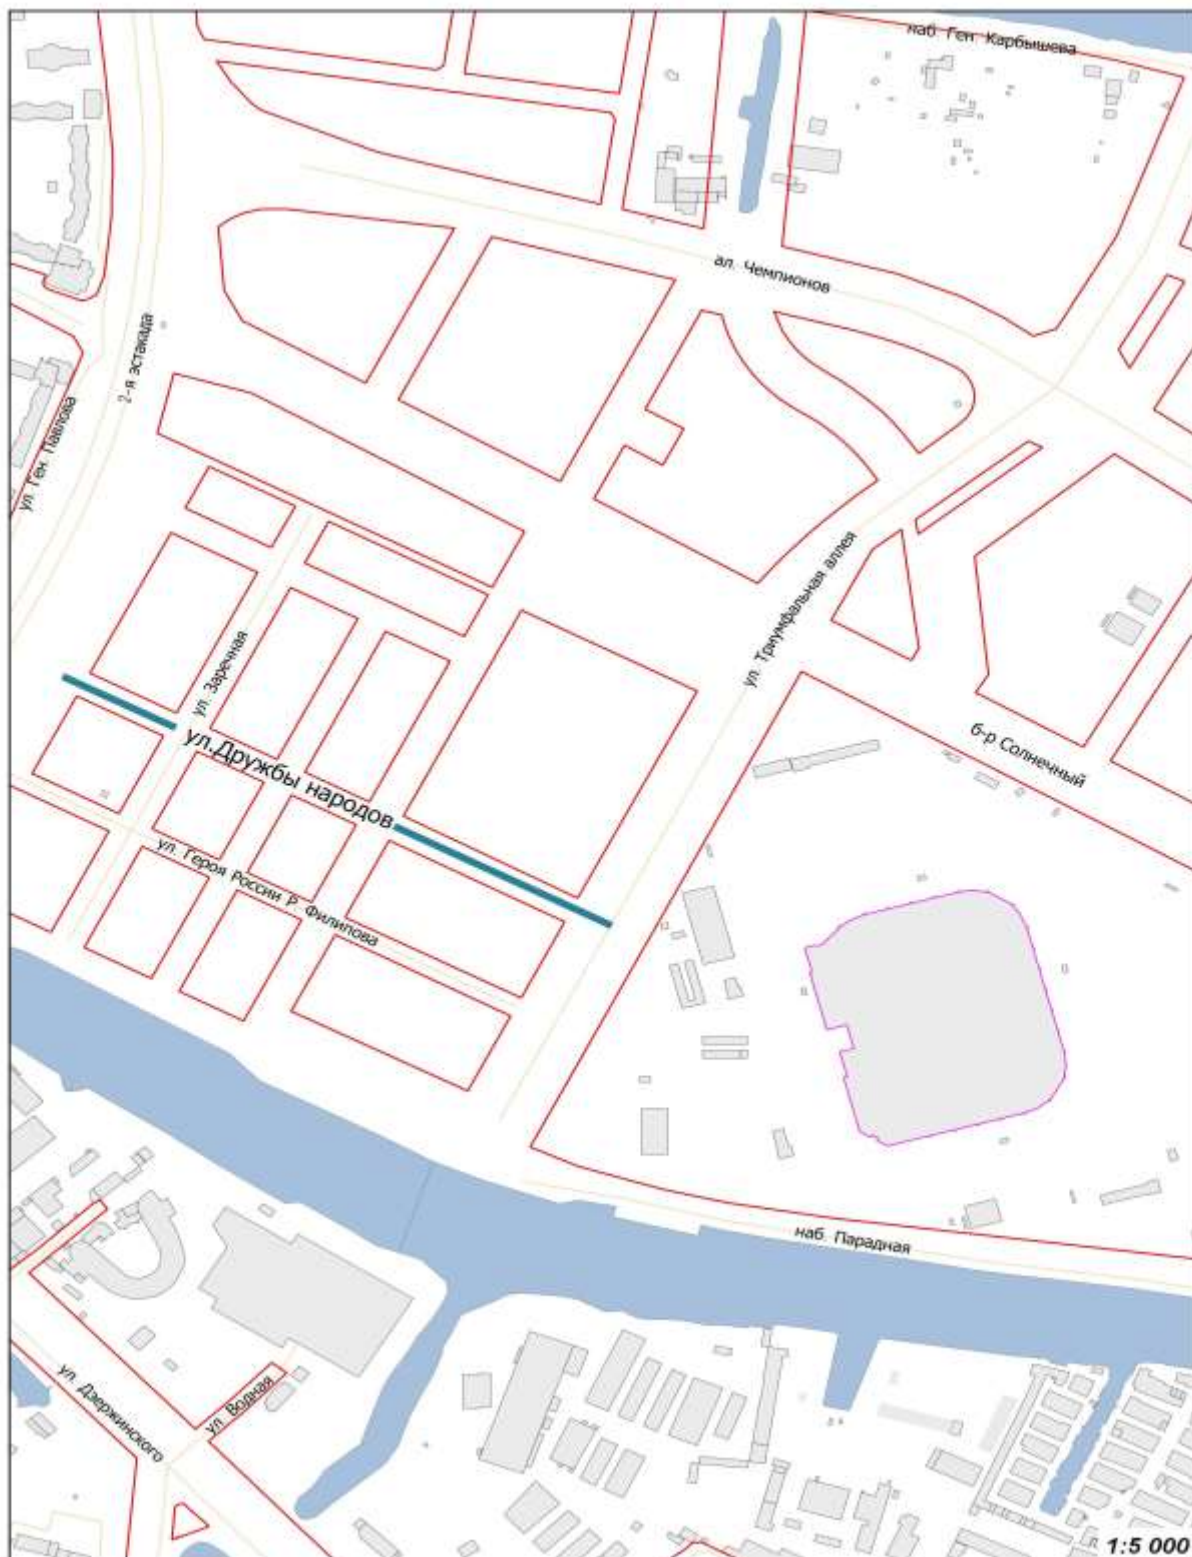 наб. Ген. Карбышева
ал. Чемпионов
2-я эстакада
ул. Ген. Павлова
ул. Триумфальная аллея
ул. Заречная
ул.Дружбы народов
б-р Солнечный
ул. Героя России Р. Филипова
наб. Парадная
ул. Дзержинского
ул. Водная
1:5 000